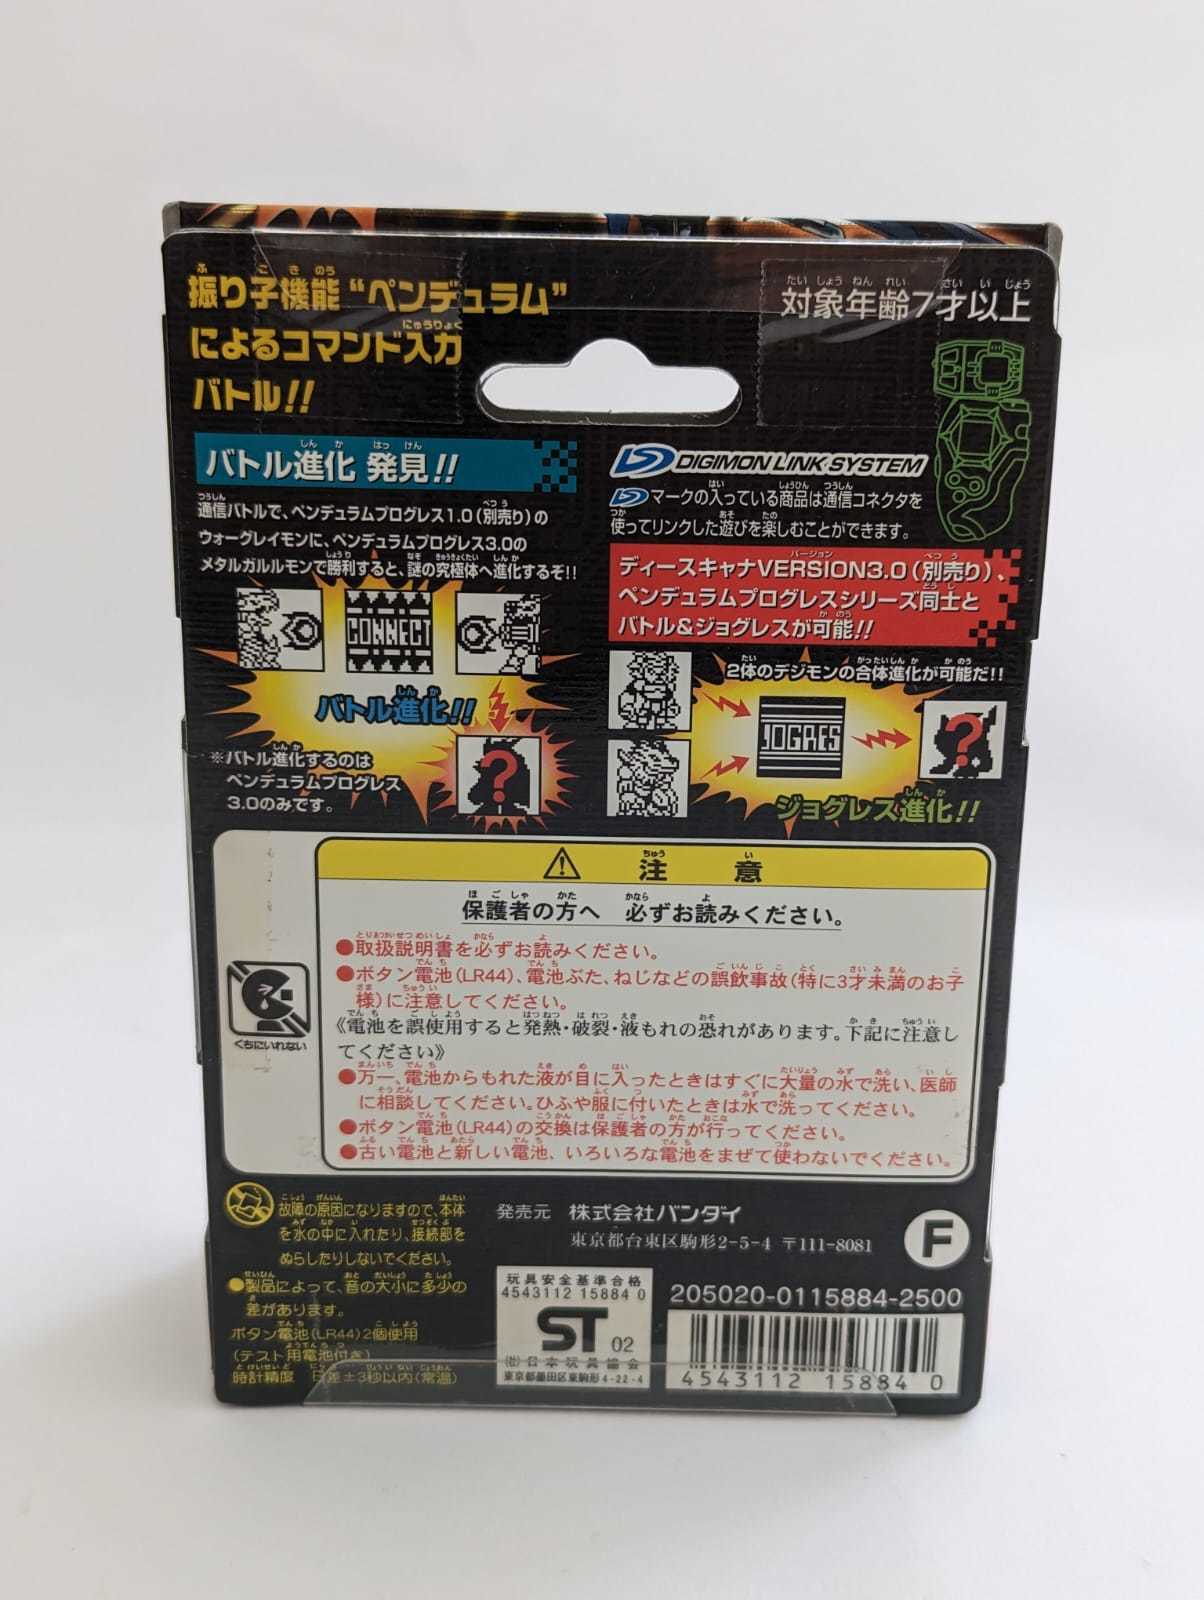 振り子機能“ペンデュラム”
によるコマンド入力
バトル!!
対象年齢7才以上
バトル進化 発見!!
通信バトルで、ペンデュラムプログレス1.0(別売り)の
ウォーグレイモンに、ペンデュラムプログレス3.0の
メタルガルルモンで勝利すると、謎の究極体へ進化するぞ!!
CONNECT
バトル進化!!
?
※バトル進化するのは
ペンデュラムプログレス
3.0のみです。
DIGIMON LINK SYSTEM
マークの入っている商品は通信コネクタを
使ってリンクした遊びを楽しむことができます。
ディースキャナVERSION3.0(別売り)、
ペンデュラムプログレスシリーズ同士と
バトル&ジョグレスが可能!!
2体のデジモンの合体進化が可能だ!!
JOGRES
?
ジョグレス進化!!
注意
保護者の方へ 必ずお読みください。
●取扱説明書を必ずお読みください。
●ボタン電池(LR44)、電池ぶた、ねじなどの誤飲事故(特に3才未満のお子
様)に注意してください。
《電池を誤使用すると発熱・破裂・液もれの恐れがあります。下記に注意し
てください》
●万一、電池からもれた液が目に入ったときはすぐに大量の水で洗い、医師
に相談してください。ひふや服に付いたときは水で洗ってください。
●ボタン電池(LR44)の交換は保護者の方が行ってください。
●古い電池と新しい電池、いろいろな電池をまぜて使わないでください。
くちにいれない
故障の原因になりますので、本体
を水の中に入れたり、接続部を
ぬらしたりしないでください。
●製品によって、音の大小に多少の
差があります。
ボタン電池(LR44)2個使用
(テスト用電池付き)
時計精度 日差±3秒以内(常温)
発売元 株式会社バンダイ
東京都台東区駒形2-5-4 〒111-8081
F
玩具安全基準合格
4543112 15884 0
ST 02
(社)日本玩具協会
東京都墨田区東駒形4-22-4
205020-0115884-2500
4543112 15884 0